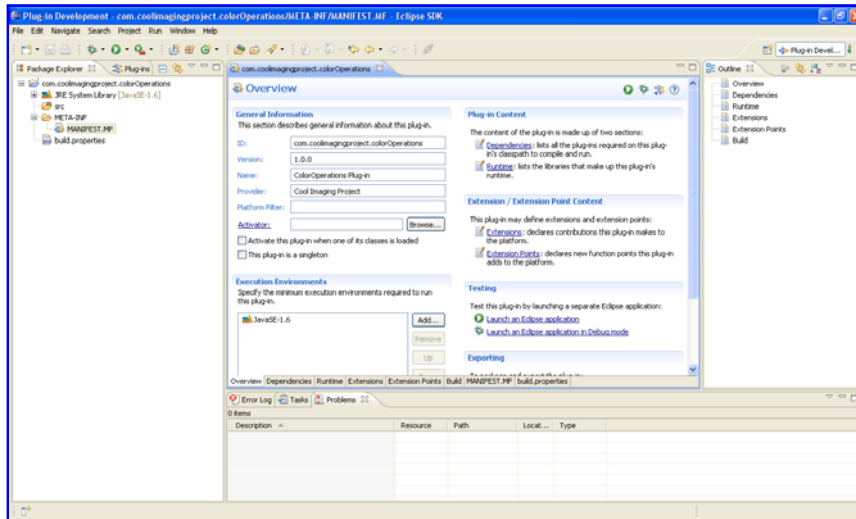 Plug-in Development - com.coolimagingproject.colorOperations/META-INF/MANIFEST.MF - Eclipse SDK
File Edit Navigate Search Project Run Window Help
Plug-in Devel...
Package Explorer
Plug-ins
com.coolimagingproject.colorOperations
JRE System Library [JavaSE-1.6]
src
META-INF
MANIFEST.MF
build.properties
com.coolimagingproject.colorOperations
Overview
General Information
This section describes general information about this plug-in.
ID: com.coolimagingproject.colorOperations
Version: 1.0.0
Name: ColorOperations Plug-in
Provider: Cool Imaging Project
Platform Filter:
Activator: Browse...
Activate this plug-in when one of its classes is loaded
This plug-in is a singleton
Execution Environments
Specify the minimum execution environments required to run
this plug-in.
JavaSE-1.6
Add...
Remove
Up
Plug-in Content
The content of the plug-in is made up of two sections:
Dependencies: lists all the plug-ins required on this plug-
in's classpath to compile and run.
Runtime: lists the libraries that make up this plug-in's
runtime.
Extension / Extension Point Content
This plug-in may define extensions and extension points:
Extensions: declares contributions this plug-in makes to
the platform.
Extension Points: declares new function points this plug-in
adds to the platform.
Testing
Test this plug-in by launching a separate Eclipse application:
Launch an Eclipse application
Launch an Eclipse application in Debug mode
Exporting
Overview Dependencies Runtime Extensions Extension Points Build MANIFEST.MF build.properties
Outline
Overview
Dependencies
Runtime
Extensions
Extension Points
Build
Error Log Tasks Problems
0 items
Description Resource Path Locat... Type